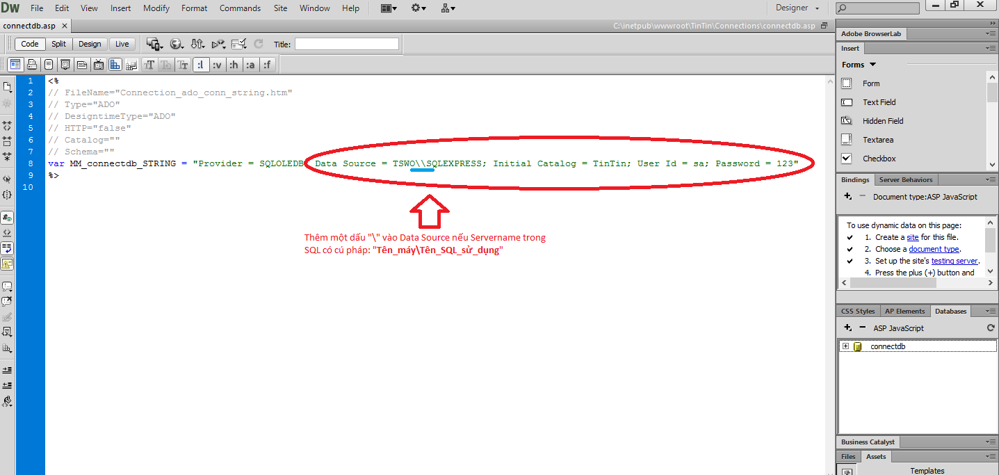 Dw File Edit View Insert Modify Format Commands Site Window Help Designer
connectdb.asp
C:\inetpub\wwwroot\TinTin\Connections\connectdb.asp
Code Split Design Live Title:
1 <%
2 // FileName="Connection_ado_conn_string.htm"
3 // Type="ADO"
4 // DesigntimeType="ADO"
5 // HTTP="false"
6 // Catalog=""
7 // Schema=""
8 var MM_connectdb_STRING = "Provider = SQLOLEDB; Data Source = TSWO\\SQLEXPRESS; Initial Catalog = TinTin; User Id = sa; Password = 123"
9 %>
10
Thêm một dấu "\" vào Data Source nếu Servername trong
SQL có cú pháp: "Tên_máy\Tên_SQL_sử_dụng"
Adobe BrowserLab
Insert
Forms
Form
Text Field
Hidden Field
Textarea
Checkbox
Bindings Server Behaviors
Document type:ASP JavaScript
To use dynamic data on this page:
1. Create a site for this file.
2. Choose a document type.
3. Set up the site's testing server.
4. Press the plus (+) button and
CSS Styles AP Elements Databases
ASP JavaScript
connectdb
Business Catalyst
Files Assets
Templates